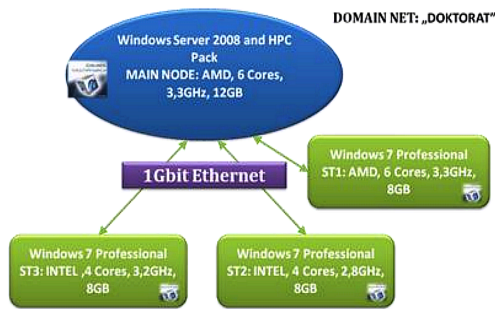 DOMAIN NET: „DOKTORAT”
Windows Server 2008 and HPC
Pack
MAIN NODE: AMD, 6 Cores,
3,3GHz, 12GB
1Gbit Ethernet
Windows 7 Professional
ST1: AMD, 6 Cores, 3,3GHz,
8GB
Windows 7 Professional
ST3: INTEL ,4 Cores, 3,2GHz,
8GB
Windows 7 Professional
ST2: INTEL, 4 Cores, 2,8GHz,
8GB